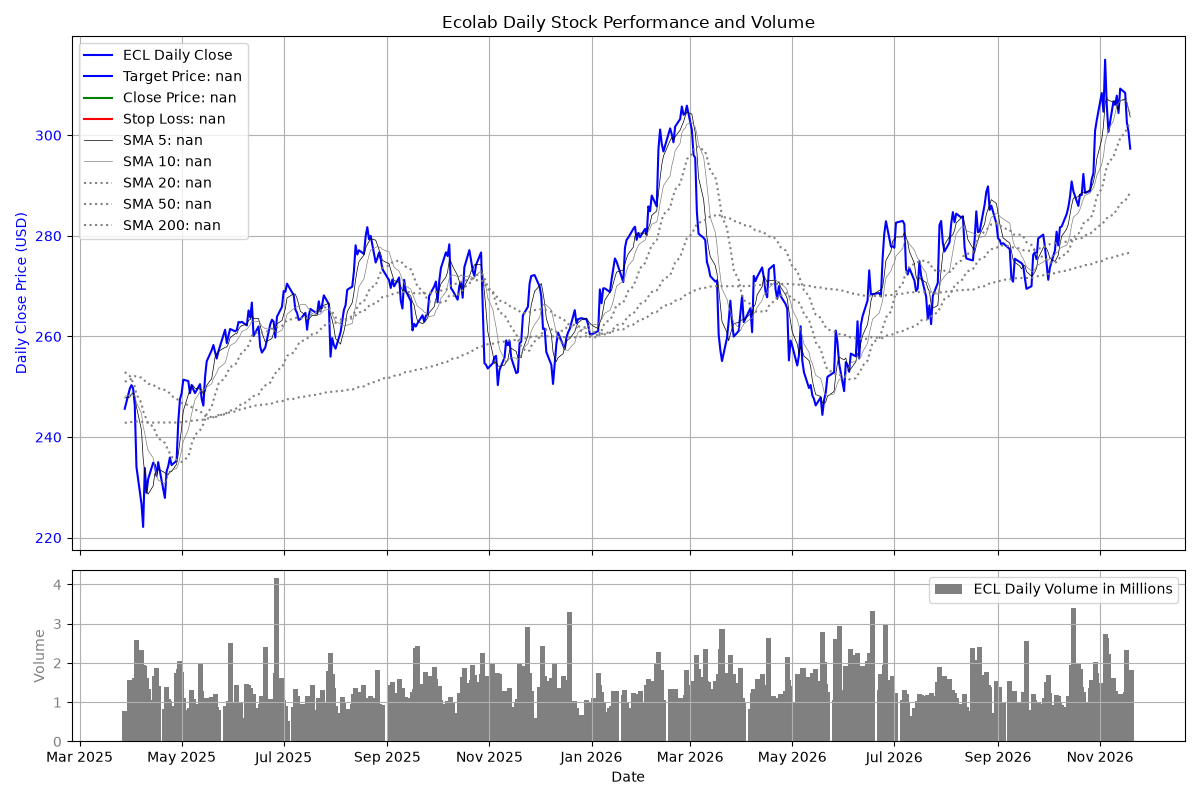 Ecolab Daily Stock Performance and Volume
ECL Daily Close
Target Price: nan
Close Price: nan
Stop Loss: nan
SMA 5: nan
SMA 10: nan
SMA 20: nan
SMA 50: nan
SMA 200: nan
Daily Close Price (USD)
300
280
260
240
220
ECL Daily Volume in Millions
Volume
4
3
2
1
0
Mar 2025 May 2025 Jul 2025 Sep 2025 Nov 2025 Jan 2026 Mar 2026 May 2026 Jul 2026 Sep 2026 Nov 2026
Date